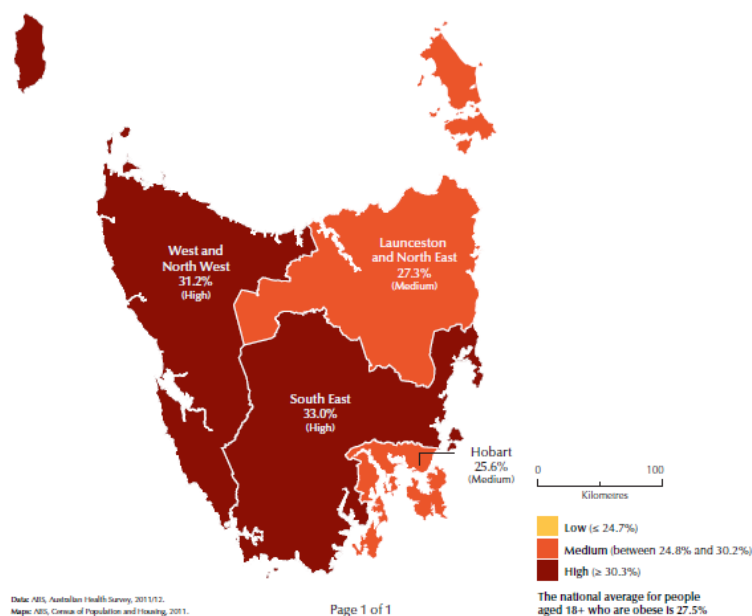 West and
North West
31.2%
(High)
Launceston
and North East
27.3%
(Medium)
South East
33.0%
(High)
Hobart
25.6%
(Medium)
0 100
Kilometres
Low (≤ 24.7%)
Medium (between 24.8% and 30.2%)
High (≥ 30.3%)
The national average for people
aged 18+ who are obese is 27.5%
Data: ABS, Australian Health Survey, 2011/12.
Maps: ABS, Census of Population and Housing, 2011.
Page 1 of 1